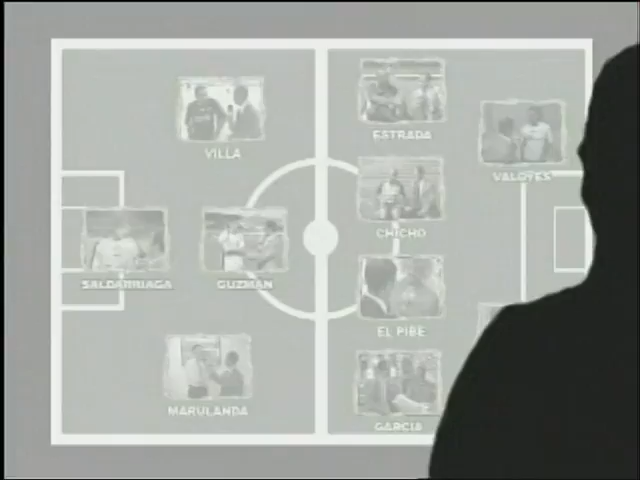 VILLA
ESTRADA
VALOYES
CHICHO
SALDARRIAGA
GUZMAN
EL PIBE
MARULANDA
GARCIA